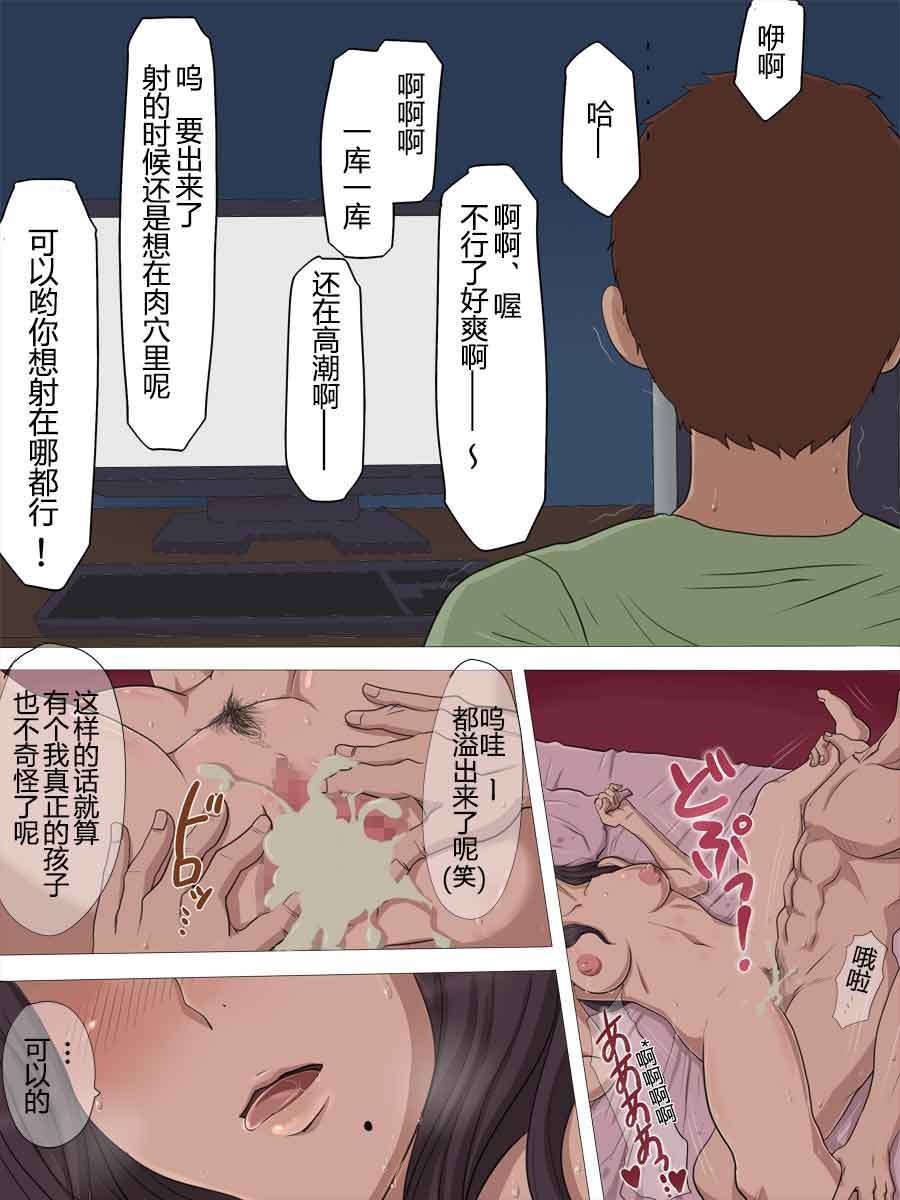 咿啊
哈ー
啊啊、喔
不行了好爽啊——～
啊啊啊
一库一库
还在高潮啊——
呜 要出来了
射的时候还是想在肉穴里呢
可以哟你想射在哪都行！
どぷっ！
哦啦
*啊啊啊啊
ああああっ♥♥
呜哇ー
都溢出来了呢
(笑)
ドロ…
这样的话就算
有个我真正的孩子
也不奇怪了呢
…
可以的